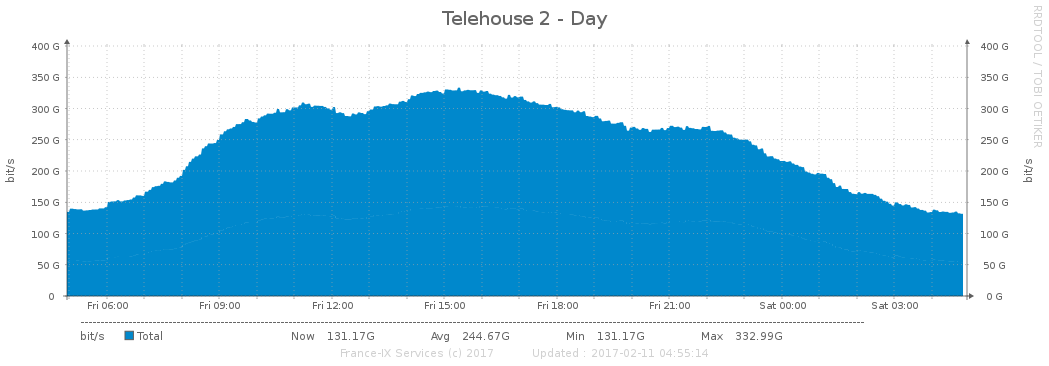 Telehouse 2 - Day
RRDTOOL / TOBI OETIKER
bit/s
400 G 400 G
350 G 350 G
300 G 300 G
250 G 250 G
200 G 200 G
150 G 150 G
100 G 100 G
50 G 50 G
0 0 G
bit/s
Fri 06:00 Fri 09:00 Fri 12:00 Fri 15:00 Fri 18:00 Fri 21:00 Sat 00:00 Sat 03:00
bit/s Total Now 131.17G Avg 244.67G Min 131.17G Max 332.99G
France-IX Services (c) 2017 Updated : 2017-02-11 04:55:14